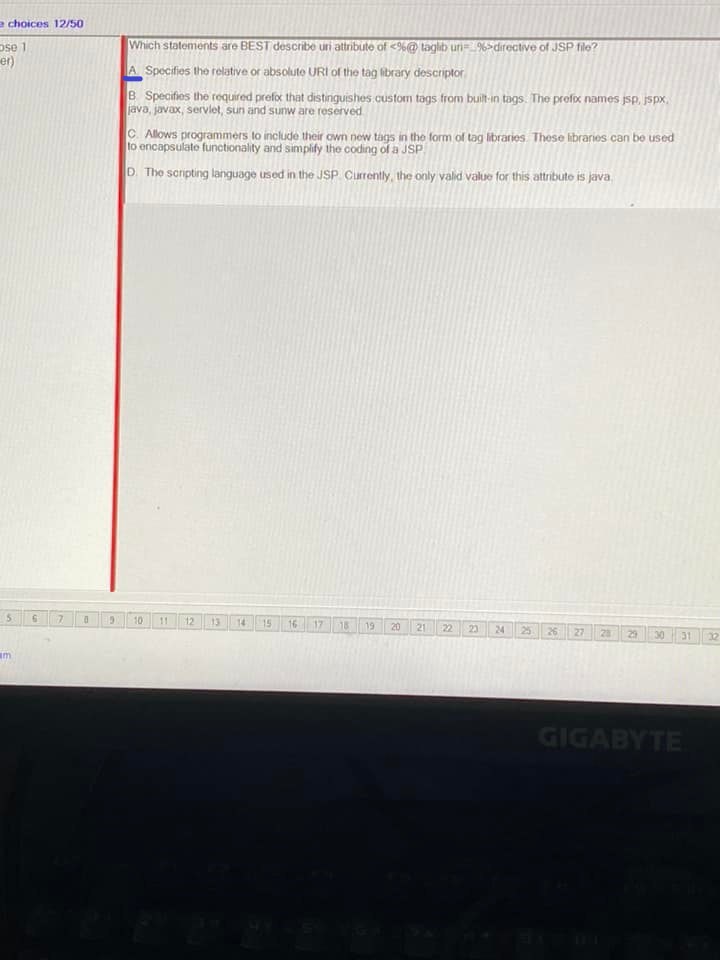 e choices 12/50
ose 1
er)
Which statements are BEST describe uri attribute of <%@ taglib uri=...%>directive of JSP file?
A. Specifies the relative or absolute URI of the tag library descriptor.
B. Specifies the required prefix that distinguishes custom tags from built-in tags. The prefix names jsp, jspx,
java, javax, servlet, sun and sunw are reserved.
C. Allows programmers to include their own new tags in the form of tag libraries. These libraries can be used
to encapsulate functionality and simplify the coding of a JSP.
D. The scripting language used in the JSP. Currently, the only valid value for this attribute is java.
5 6 7 8 9 10 11 12 13 14 15 16 17 18 19 20 21 22 23 24 25 26 27 28 29 30 31 32
am
GIGABYTE